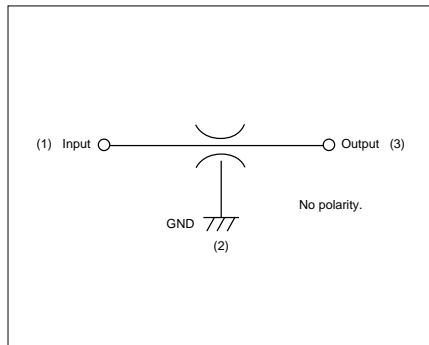 (1) Input Output (3)
No polarity.
GND
(2)